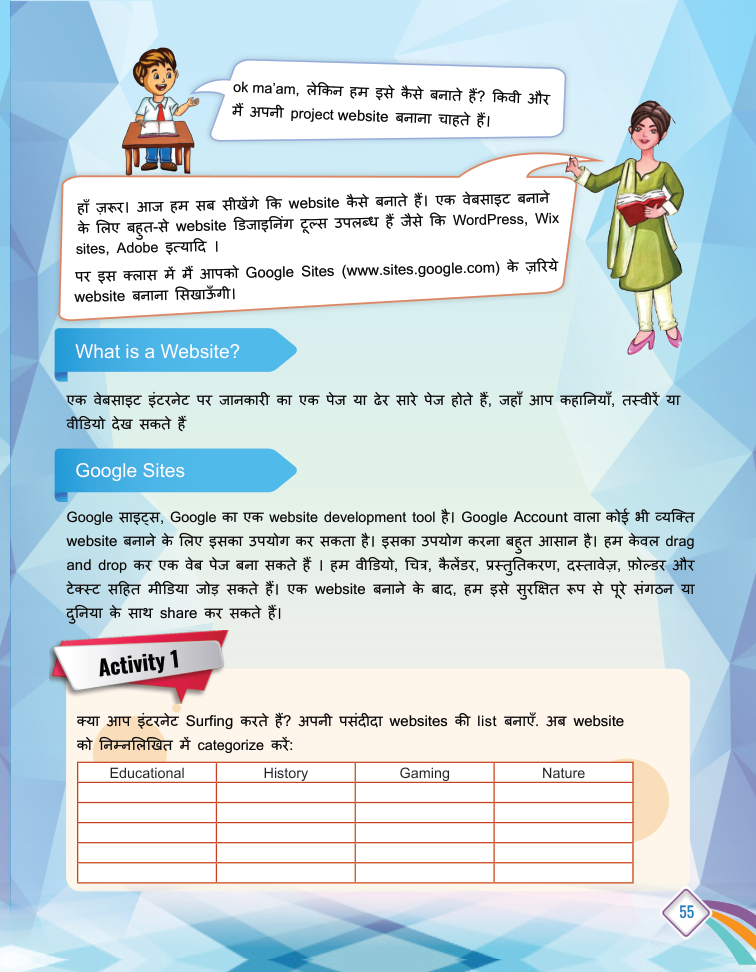 ok ma'am, लेकिन हम इसे कैसे बनाते हैं? किवी और
मैं अपनी project website बनाना चाहते हैं।
हाँ ज़रूर। आज हम सब सीखेंगे कि website कैसे बनाते हैं। एक वेबसाइट बनाने
के लिए बहुत-से website डिजाइनिंग टूल्स उपलब्ध हैं जैसे कि WordPress, Wix
sites, Adobe इत्यादि ।
पर इस क्लास में मैं आपको Google Sites (www.sites.google.com) के ज़रिये
website बनाना सिखाऊँगी।
What is a Website?
एक वेबसाइट इंटरनेट पर जानकारी का एक पेज या ढेर सारे पेज होते हैं, जहाँ आप कहानियाँ, तस्वीरें या
वीडियो देख सकते हैं
Google Sites
Google साइट्स, Google का एक website development tool है। Google Account वाला कोई भी व्यक्ति
website बनाने के लिए इसका उपयोग कर सकता है। इसका उपयोग करना बहुत आसान है। हम केवल drag
and drop कर एक वेब पेज बना सकते हैं । हम वीडियो, चित्र, कैलेंडर, प्रस्तुतिकरण, दस्तावेज़, फ़ोल्डर और
टेक्स्ट सहित मीडिया जोड़ सकते हैं। एक website बनाने के बाद, हम इसे सुरक्षित रूप से पूरे संगठन या
दुनिया के साथ share कर सकते हैं।
Activity 1
क्या आप इंटरनेट Surfing करते हैं? अपनी पसंदीदा websites की list बनाएँ. अब website
को निम्नलिखित में categorize करें:
Educational History Gaming Nature
55